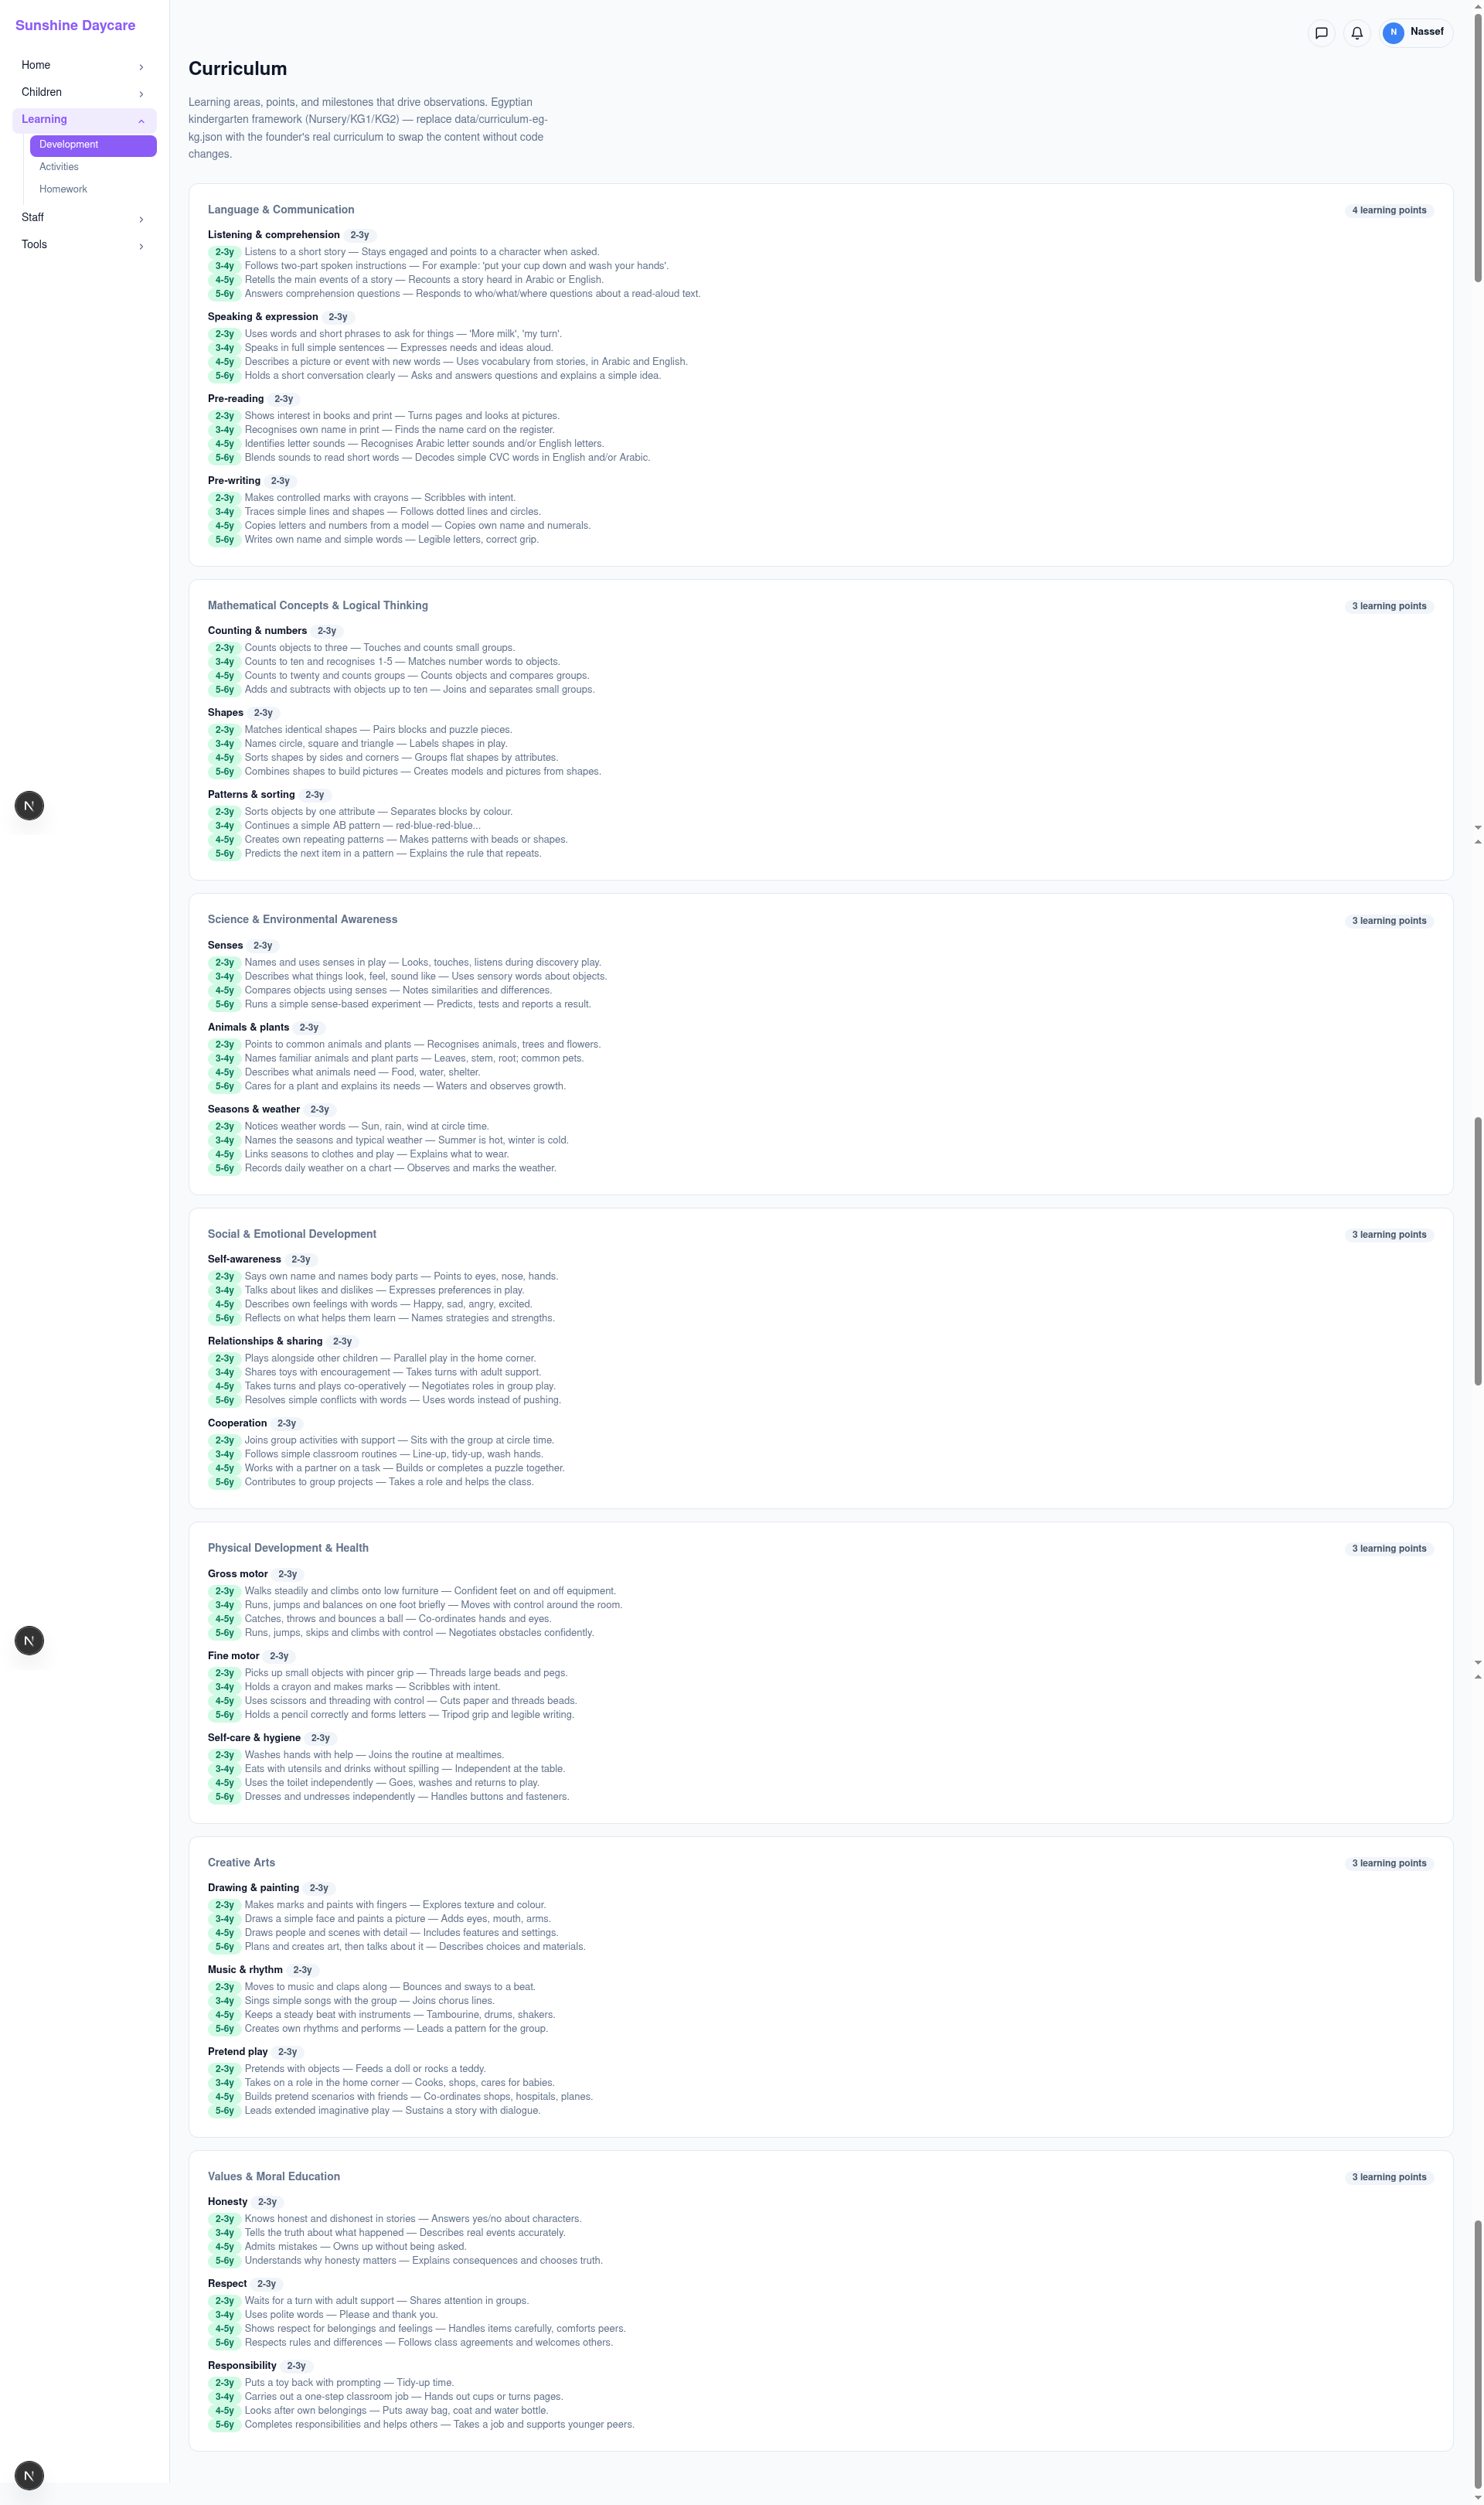 Sunshine Daycare
Home
Children
Learning
Development
Activities
Homework
Staff
Tools
N Nassef
Curriculum
Learning areas, points, and milestones that drive observations. Egyptian
kindergarten framework (Nursery/KG1/KG2) — replace data/curriculum-eg-
kg.json with the founder's real curriculum to swap the content without code
changes.
Language & Communication 4 learning points
Listening & comprehension 2-3y
2-3y Listens to a short story — Stays engaged and points to a character when asked.
3-4y Follows two-part spoken instructions — For example: 'put your cup down and wash your hands'.
4-5y Retells the main events of a story — Recounts a story heard in Arabic or English.
5-6y Answers comprehension questions — Responds to who/what/where questions about a read-aloud text.
Speaking & expression 2-3y
2-3y Uses words and short phrases to ask for things — 'More milk', 'my turn'.
3-4y Speaks in full simple sentences — Expresses needs and ideas aloud.
4-5y Describes a picture or event with new words — Uses vocabulary from stories, in Arabic and English.
5-6y Holds a short conversation clearly — Asks and answers questions and explains a simple idea.
Pre-reading 2-3y
2-3y Shows interest in books and print — Turns pages and looks at pictures.
3-4y Recognises own name in print — Finds the name card on the register.
4-5y Identifies letter sounds — Recognises Arabic letter sounds and/or English letters.
5-6y Blends sounds to read short words — Decodes simple CVC words in English and/or Arabic.
Pre-writing 2-3y
2-3y Makes controlled marks with crayons — Scribbles with intent.
3-4y Traces simple lines and shapes — Follows dotted lines and circles.
4-5y Copies letters and numbers from a model — Copies own name and numerals.
5-6y Writes own name and simple words — Legible letters, correct grip.
Mathematical Concepts & Logical Thinking 3 learning points
Counting & numbers 2-3y
2-3y Counts objects to three — Touches and counts small groups.
3-4y Counts to ten and recognises 1-5 — Matches number words to objects.
4-5y Counts to twenty and counts groups — Counts objects and compares groups.
5-6y Adds and subtracts with objects up to ten — Joins and separates small groups.
Shapes 2-3y
2-3y Matches identical shapes — Pairs blocks and puzzle pieces.
3-4y Names circle, square and triangle — Labels shapes in play.
4-5y Sorts shapes by sides and corners — Groups flat shapes by attributes.
5-6y Combines shapes to build pictures — Creates models and pictures from shapes.
Patterns & sorting 2-3y
2-3y Sorts objects by one attribute — Separates blocks by colour.
3-4y Continues a simple AB pattern — red-blue-red-blue...
4-5y Creates own repeating patterns — Makes patterns with beads or shapes.
5-6y Predicts the next item in a pattern — Explains the rule that repeats.
Science & Environmental Awareness 3 learning points
Senses 2-3y
2-3y Names and uses senses in play — Looks, touches, listens during discovery play.
3-4y Describes what things look, feel, sound like — Uses sensory words about objects.
4-5y Compares objects using senses — Notes similarities and differences.
5-6y Runs a simple sense-based experiment — Predicts, tests and reports a result.
Animals & plants 2-3y
2-3y Points to common animals and plants — Recognises animals, trees and flowers.
3-4y Names familiar animals and plant parts — Leaves, stem, root; common pets.
4-5y Describes what animals need — Food, water, shelter.
5-6y Cares for a plant and explains its needs — Waters and observes growth.
Seasons & weather 2-3y
2-3y Notices weather words — Sun, rain, wind at circle time.
3-4y Names the seasons and typical weather — Summer is hot, winter is cold.
4-5y Links seasons to clothes and play — Explains what to wear.
5-6y Records daily weather on a chart — Observes and marks the weather.
Social & Emotional Development 3 learning points
Self-awareness 2-3y
2-3y Says own name and names body parts — Points to eyes, nose, hands.
3-4y Talks about likes and dislikes — Expresses preferences in play.
4-5y Describes own feelings with words — Happy, sad, angry, excited.
5-6y Reflects on what helps them learn — Names strategies and strengths.
Relationships & sharing 2-3y
2-3y Plays alongside other children — Parallel play in the home corner.
3-4y Shares toys with encouragement — Takes turns with adult support.
4-5y Takes turns and plays co-operatively — Negotiates roles in group play.
5-6y Resolves simple conflicts with words — Uses words instead of pushing.
Cooperation 2-3y
2-3y Joins group activities with support — Sits with the group at circle time.
3-4y Follows simple classroom routines — Line-up, tidy-up, wash hands.
4-5y Works with a partner on a task — Builds or completes a puzzle together.
5-6y Contributes to group projects — Takes a role and helps the class.
Physical Development & Health 3 learning points
Gross motor 2-3y
2-3y Walks steadily and climbs onto low furniture — Confident feet on and off equipment.
3-4y Runs, jumps and balances on one foot briefly — Moves with control around the room.
4-5y Catches, throws and bounces a ball — Co-ordinates hands and eyes.
5-6y Runs, jumps, skips and climbs with control — Negotiates obstacles confidently.
Fine motor 2-3y
2-3y Picks up small objects with pincer grip — Threads large beads and pegs.
3-4y Holds a crayon and makes marks — Scribbles with intent.
4-5y Uses scissors and threading with control — Cuts paper and threads beads.
5-6y Holds a pencil correctly and forms letters — Tripod grip and legible writing.
Self-care & hygiene 2-3y
2-3y Washes hands with help — Joins the routine at mealtimes.
3-4y Eats with utensils and drinks without spilling — Independent at the table.
4-5y Uses the toilet independently — Goes, washes and returns to play.
5-6y Dresses and undresses independently — Handles buttons and fasteners.
Creative Arts 3 learning points
Drawing & painting 2-3y
2-3y Makes marks and paints with fingers — Explores texture and colour.
3-4y Draws a simple face and paints a picture — Adds eyes, mouth, arms.
4-5y Draws people and scenes with detail — Includes features and settings.
5-6y Plans and creates art, then talks about it — Describes choices and materials.
Music & rhythm 2-3y
2-3y Moves to music and claps along — Bounces and sways to a beat.
3-4y Sings simple songs with the group — Joins chorus lines.
4-5y Keeps a steady beat with instruments — Tambourine, drums, shakers.
5-6y Creates own rhythms and performs — Leads a pattern for the group.
Pretend play 2-3y
2-3y Pretends with objects — Feeds a doll or rocks a teddy.
3-4y Takes on a role in the home corner — Cooks, shops, cares for babies.
4-5y Builds pretend scenarios with friends — Co-ordinates shops, hospitals, planes.
5-6y Leads extended imaginative play — Sustains a story with dialogue.
Values & Moral Education 3 learning points
Honesty 2-3y
2-3y Knows honest and dishonest in stories — Answers yes/no about characters.
3-4y Tells the truth about what happened — Describes real events accurately.
4-5y Admits mistakes — Owns up without being asked.
5-6y Understands why honesty matters — Explains consequences and chooses truth.
Respect 2-3y
2-3y Waits for a turn with adult support — Shares attention in groups.
3-4y Uses polite words — Please and thank you.
4-5y Shows respect for belongings and feelings — Handles items carefully, comforts peers.
5-6y Respects rules and differences — Follows class agreements and welcomes others.
Responsibility 2-3y
2-3y Puts a toy back with prompting — Tidy-up time.
3-4y Carries out a one-step classroom job — Hands out cups or turns pages.
4-5y Looks after own belongings — Puts away bag, coat and water bottle.
5-6y Completes responsibilities and helps others — Takes a job and supports younger peers.
N
N
N